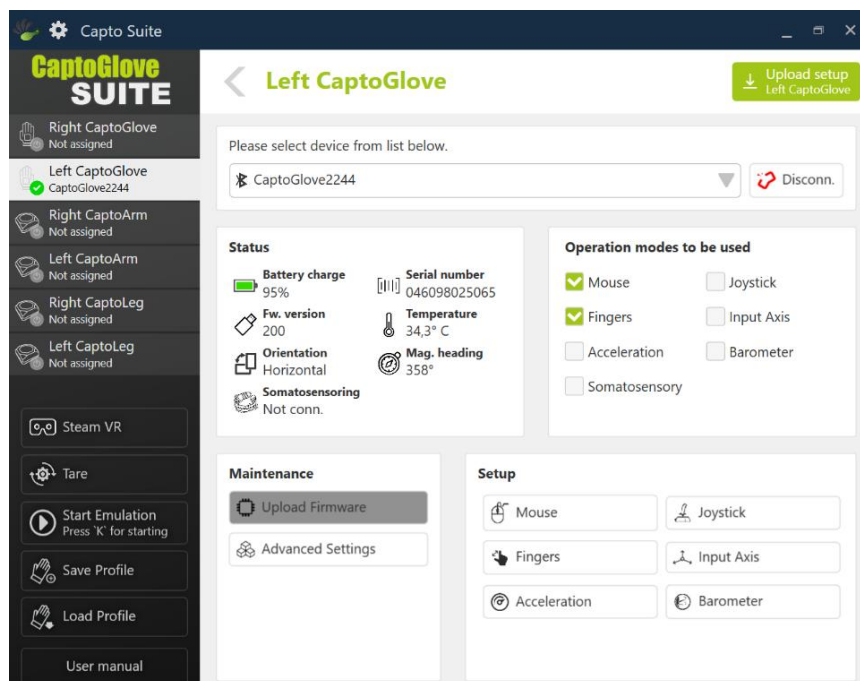 Capto Suite
CaptoGlove
SUITE
Right CaptoGlove
Not assigned
Left CaptoGlove
CaptoGlove2244
Right CaptoArm
Not assigned
Left CaptoArm
Not assigned
Right CaptoLeg
Not assigned
Left CaptoLeg
Not assigned
Steam VR
Tare
Start Emulation
Press `K` for starting
Save Profile
Load Profile
User manual
Left CaptoGlove
Upload setup
Left CaptoGlove
Please select device from list below.
CaptoGlove2244
Disconn.
Status
Battery charge
95%
Serial number
046098025065
Fw. version
200
Temperature
34,3° C
Orientation
Horizontal
Mag. heading
358°
Somatosensoring
Not conn.
Operation modes to be used
Mouse
Joystick
Fingers
Input Axis
Acceleration
Barometer
Somatosensory
Maintenance
Upload Firmware
Advanced Settings
Setup
Mouse
Joystick
Fingers
Input Axis
Acceleration
Barometer